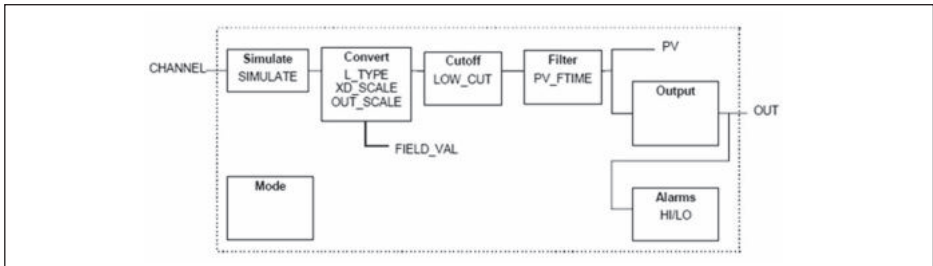 CHANNEL
Simulate
SIMULATE
Convert
L_TYPE
XD_SCALE
OUT_SCALE
Cutoff
LOW_CUT
Filter
PV_FTIME
PV
Output
OUT
FIELD_VAL
Mode
Alarms
HI/LO